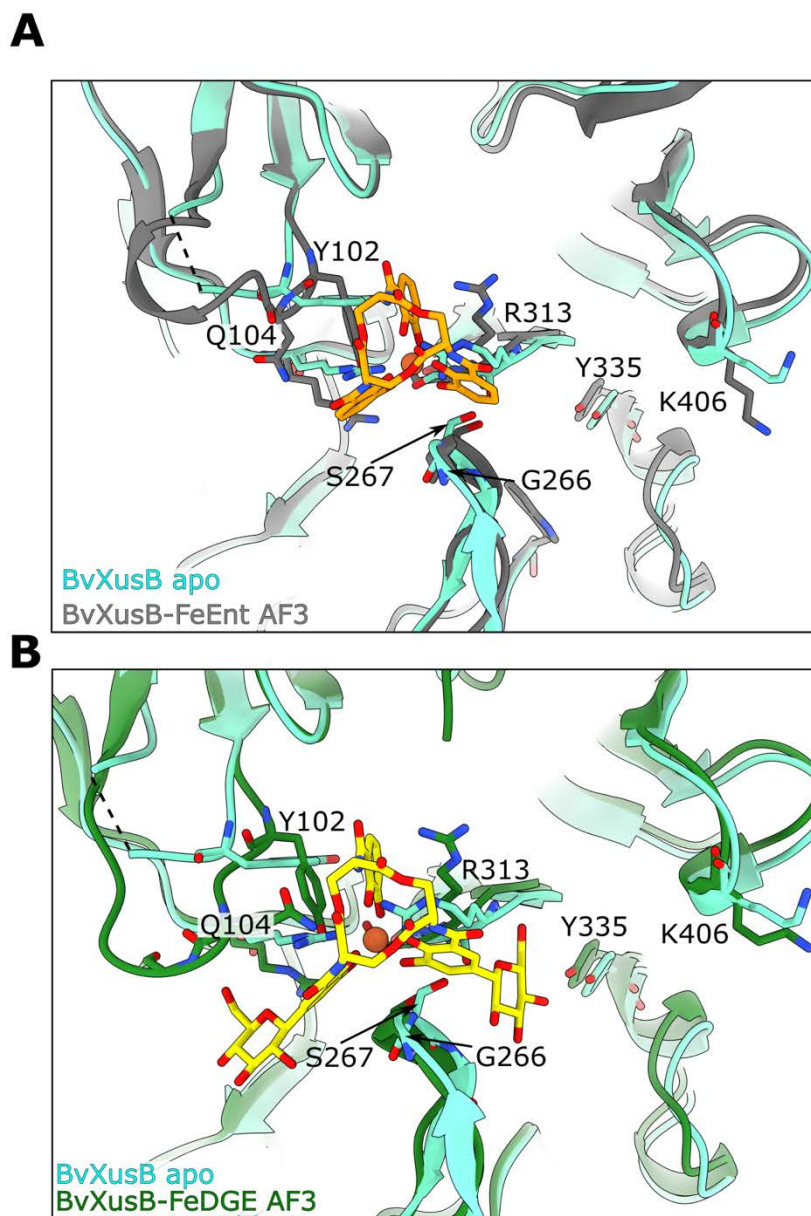 A
Y102
R313
Q104
Y335
K406
S267
G266
BvXusB apo
BvXusB-FeEnt AF3
B
Y102
R313
Q104
Y335
K406
S267
G266
BvXusB apo
BvXusB-FeDGE AF3